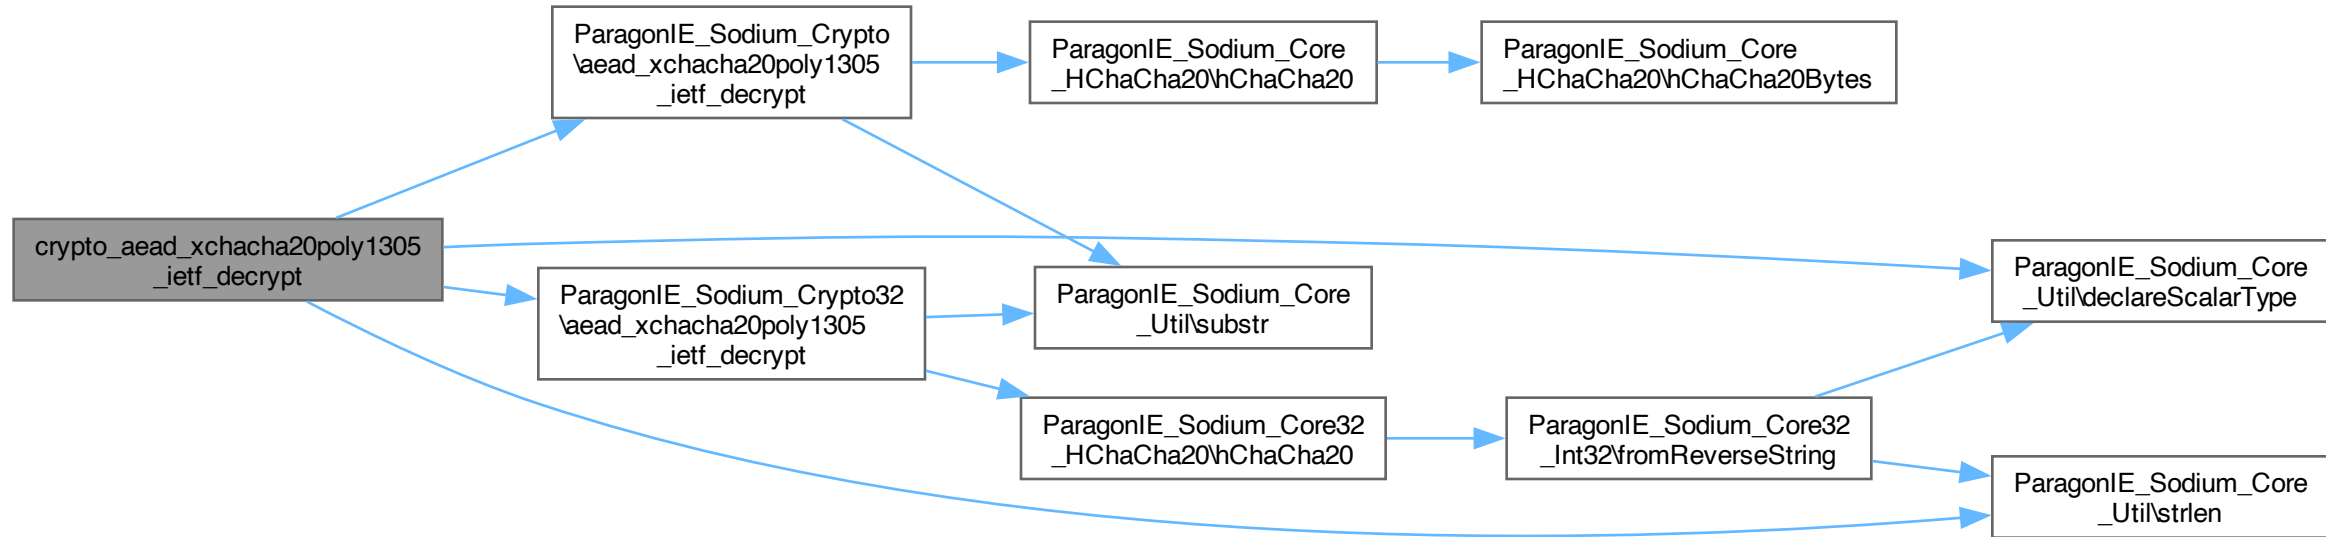 crypto_aead_xchacha20poly1305
_ietf_decrypt
ParagonIE_Sodium_Crypto
\aead_xchacha20poly1305
_ietf_decrypt
ParagonIE_Sodium_Core
_HChaCha20\hChaCha20
ParagonIE_Sodium_Core
_HChaCha20\hChaCha20Bytes
ParagonIE_Sodium_Crypto32
\aead_xchacha20poly1305
_ietf_decrypt
ParagonIE_Sodium_Core
_Util\substr
ParagonIE_Sodium_Core32
_HChaCha20\hChaCha20
ParagonIE_Sodium_Core32
_Int32\fromReverseString
ParagonIE_Sodium_Core
_Util\declareScalarType
ParagonIE_Sodium_Core
_Util\strlen